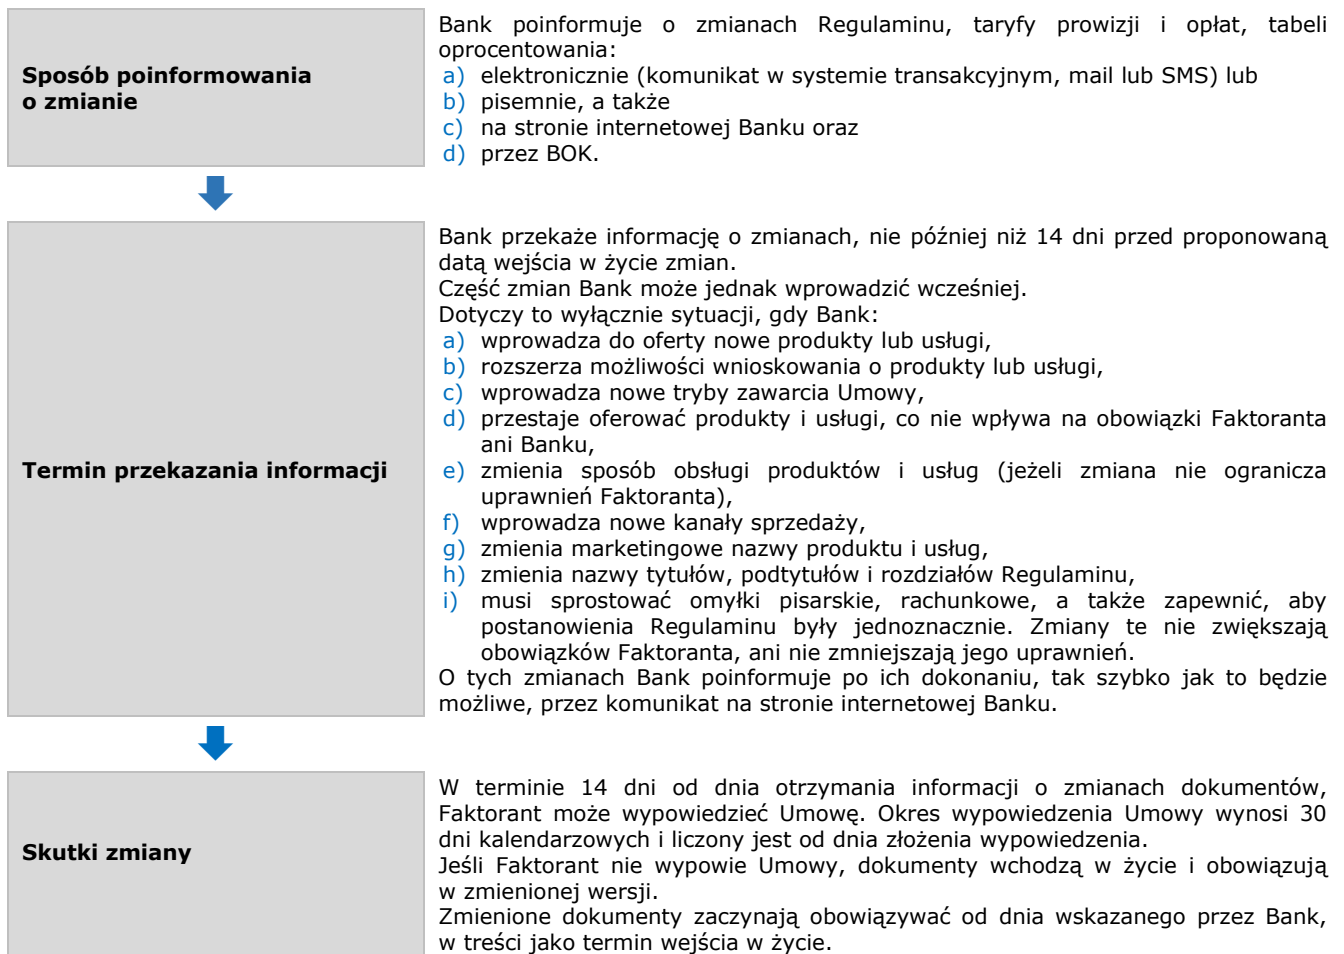 Sposób poinformowania
o zmianie
Bank poinformuje o zmianach Regulaminu, taryfy prowizji i opłat, tabeli
oprocentowania:
a) elektronicznie (komunikat w systemie transakcyjnym, mail lub SMS) lub
b) pisemnie, a także
c) na stronie internetowej Banku oraz
d) przez BOK.
Termin przekazania informacji
Bank przekaże informację o zmianach, nie później niż 14 dni przed proponowaną
datą wejścia w życie zmian.
Część zmian Bank może jednak wprowadzić wcześniej.
Dotyczy to wyłącznie sytuacji, gdy Bank:
a) wprowadza do oferty nowe produkty lub usługi,
b) rozszerza możliwości wnioskowania o produkty lub usługi,
c) wprowadza nowe tryby zawarcia Umowy,
d) przestaje oferować produkty i usługi, co nie wpływa na obowiązki Faktoranta
ani Banku,
e) zmienia sposób obsługi produktów i usług (jeżeli zmiana nie ogranicza
uprawnień Faktoranta),
f) wprowadza nowe kanały sprzedaży,
g) zmienia marketingowe nazwy produktu i usług,
h) zmienia nazwy tytułów, podtytułów i rozdziałów Regulaminu,
i) musi sprostować omyłki pisarskie, rachunkowe, a także zapewnić, aby
postanowienia Regulaminu były jednoznacznie. Zmiany te nie zwiększają
obowiązków Faktoranta, ani nie zmniejszają jego uprawnień.
O tych zmianach Bank poinformuje po ich dokonaniu, tak szybko jak to będzie
możliwe, przez komunikat na stronie internetowej Banku.
Skutki zmiany
W terminie 14 dni od dnia otrzymania informacji o zmianach dokumentów,
Faktorant może wypowiedzieć Umowę. Okres wypowiedzenia Umowy wynosi 30
dni kalendarzowych i liczony jest od dnia złożenia wypowiedzenia.
Jeśli Faktorant nie wypowie Umowy, dokumenty wchodzą w życie i obowiązują
w zmienionej wersji.
Zmienione dokumenty zaczynają obowiązywać od dnia wskazanego przez Bank,
w treści jako termin wejścia w życie.